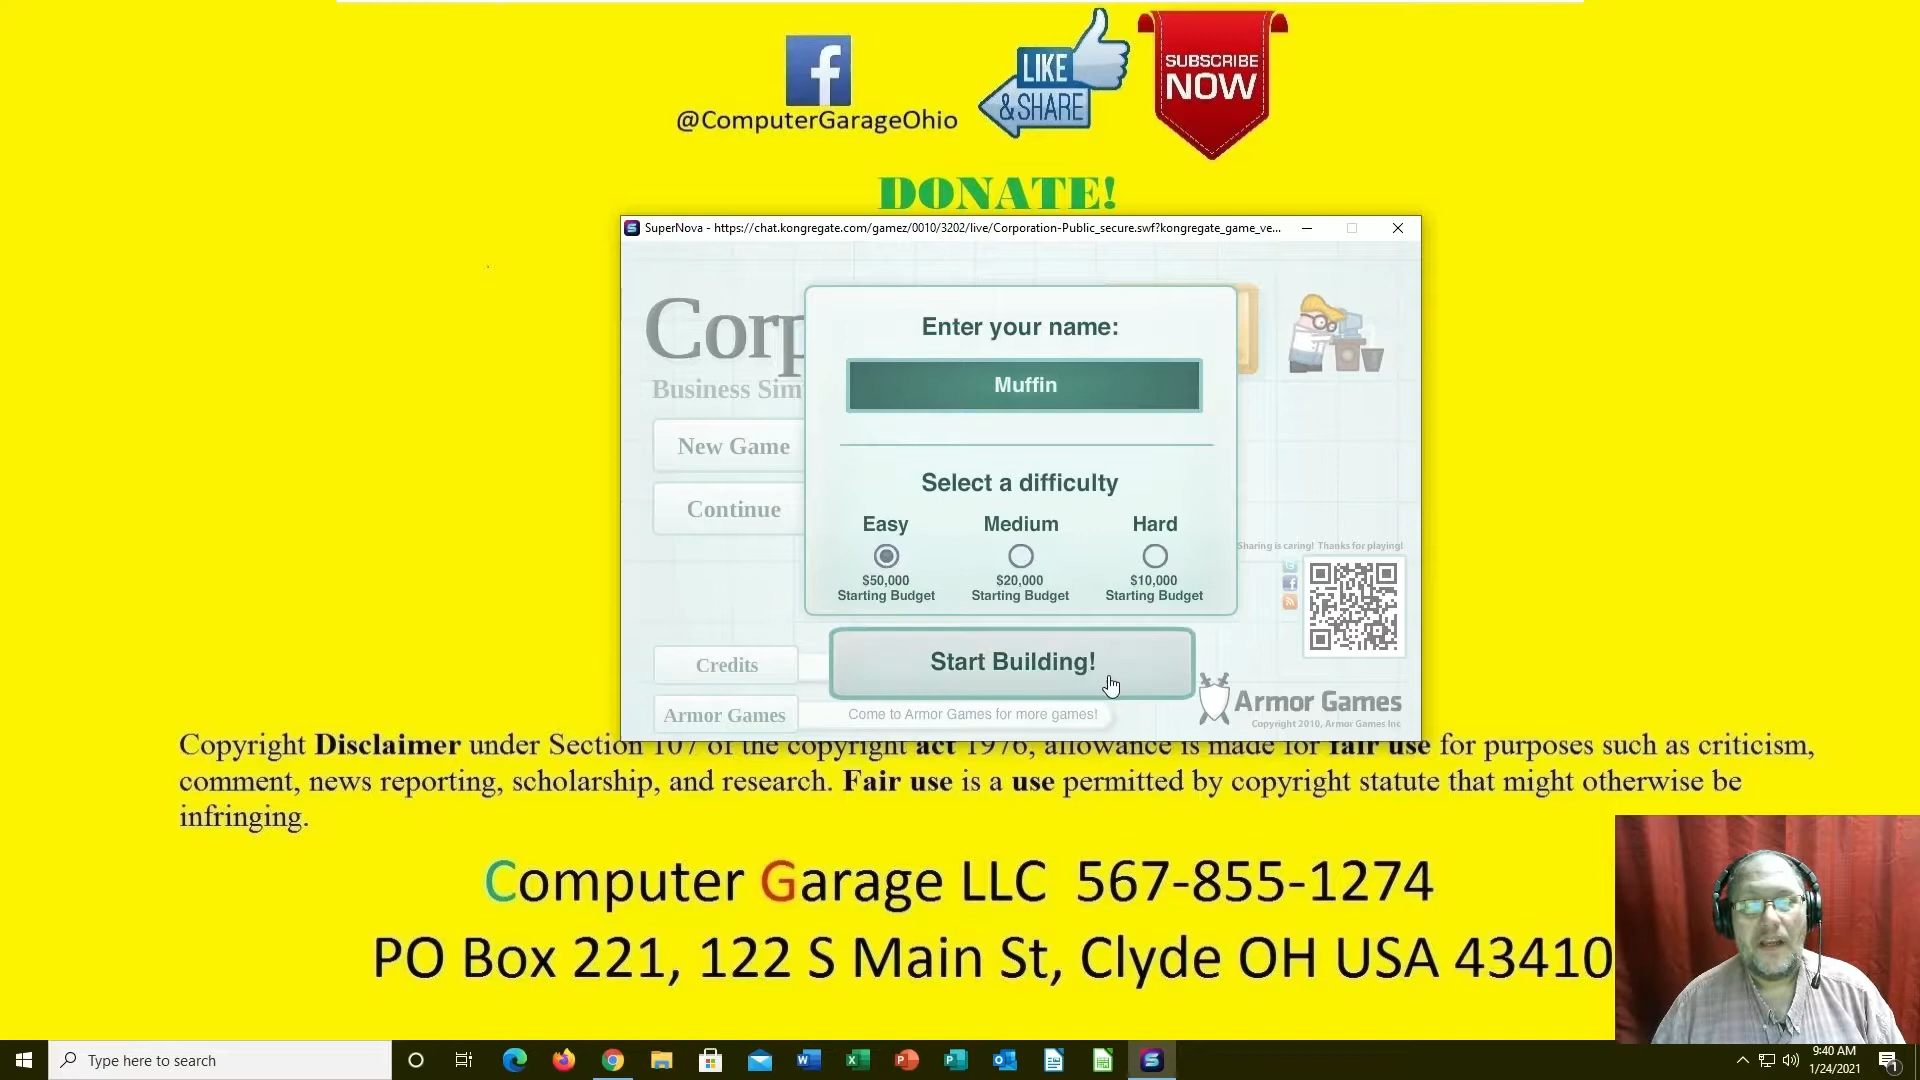 f
LIKE
& SHARE
SUBSCRIBE
NOW
@ComputerGarageOhio
DONATE!
SuperNova - https://chat.kongregate.com/gamez/0010/3202/live/Corporation-Public_secure.swf?kongregate_game_ve...
Corp
Business Sim
Enter your name:
Muffin
New Game
Continue
Select a difficulty
Easy Medium Hard
$50,000 $20,000 $10,000
Starting Budget Starting Budget Starting Budget
Sharing is caring! Thanks for playing!
Start Building!
Credits
Armor Games
Come to Armor Games for more games!
Armor Games
Copyright 2010, Armor Games Inc
Copyright Disclaimer under Section 107 of the copyright act 1976, allowance is made for fair use for purposes such as criticism,
comment, news reporting, scholarship, and research. Fair use is a use permitted by copyright statute that might otherwise be
infringing.
Computer Garage LLC 567-855-1274
PO Box 221, 122 S Main St, Clyde OH USA 43410
Type here to search
9:40 AM
1/24/2021
1